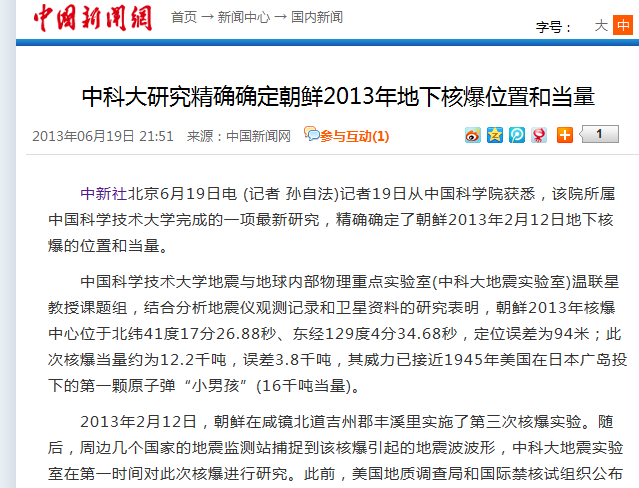 中国新闻网
首页 → 新闻中心 → 国内新闻
字号： 大 中
中科大研究精确确定朝鲜2013年地下核爆位置和当量
2013年06月19日 21:51 来源：中国新闻网 参与互动(1)
1
中新社北京6月19日电 (记者 孙自法)记者19日从中国科学院获悉，该院所属
中国科学技术大学完成的一项最新研究，精确确定了朝鲜2013年2月12日地下核
爆的位置和当量。
中国科学技术大学地震与地球内部物理重点实验室(中科大地震实验室)温联星
教授课题组，结合分析地震仪观测记录和卫星资料的研究表明，朝鲜2013年核爆
中心位于北纬41度17分26.88秒、东经129度4分34.68秒，定位误差为94米；此
次核爆当量约为12.2千吨，误差3.8千吨，其威力已接近1945年美国在日本广岛投
下的第一颗原子弹“小男孩”(16千吨当量)。
2013年2月12日，朝鲜在咸镜北道吉州郡丰溪里实施了第三次核爆实验。随
后，周边几个国家的地震监测站捕捉到该核爆引起的地震波波形，中科大地震实验
室在第一时间对此次核爆进行研究。此前，美国地质调查局和国际禁核试组织公布